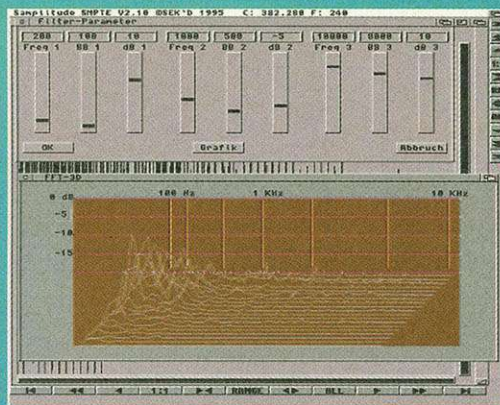 Samplitude SMPTE V2.10 ©SEK'D 1995 C: 382.280 F: 240
Filter-Parameter
200 100 10 1000 500 -5 10000 8000 10
Freq 1 BB 1 dB 1 Freq 2 BB 2 dB 2 Freq 3 BB 3 dB 3
OK Grafik Abbruch
FFT-3D
0 dB 100 Hz 1 KHz 10 KHz
-5
-10
-15
1:1 RANGE ALL